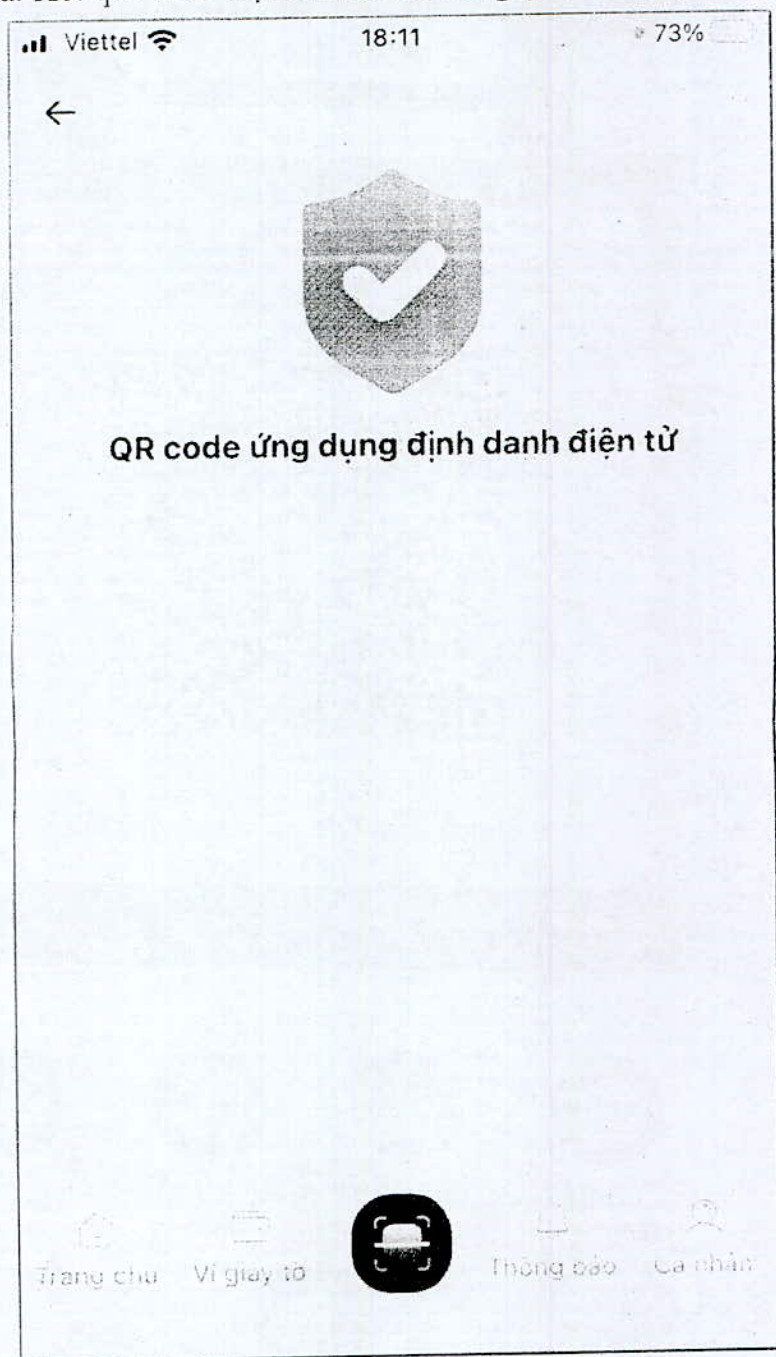 Viettel 18:11 73%
QR code ứng dụng định danh điện tử
Trang chủ Ví giấy tờ Thông báo Cá nhân